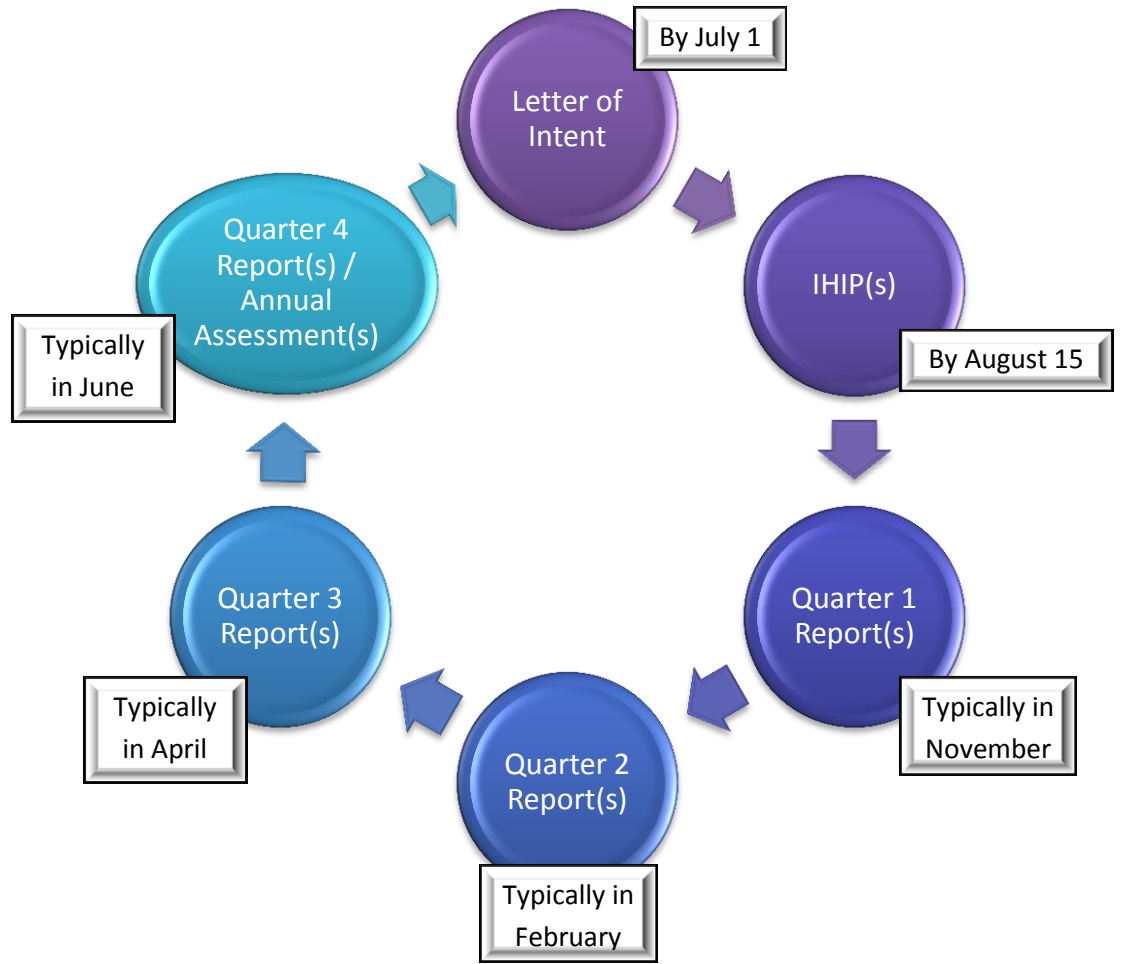 By July 1
Letter of
Intent
IHIP(s)
By August 15
Quarter 1
Report(s)
Typically in
November
Quarter 2
Report(s)
Typically in
February
Quarter 3
Report(s)
Typically
in April
Quarter 4
Report(s) /
Annual
Assessment(s)
Typically
in June